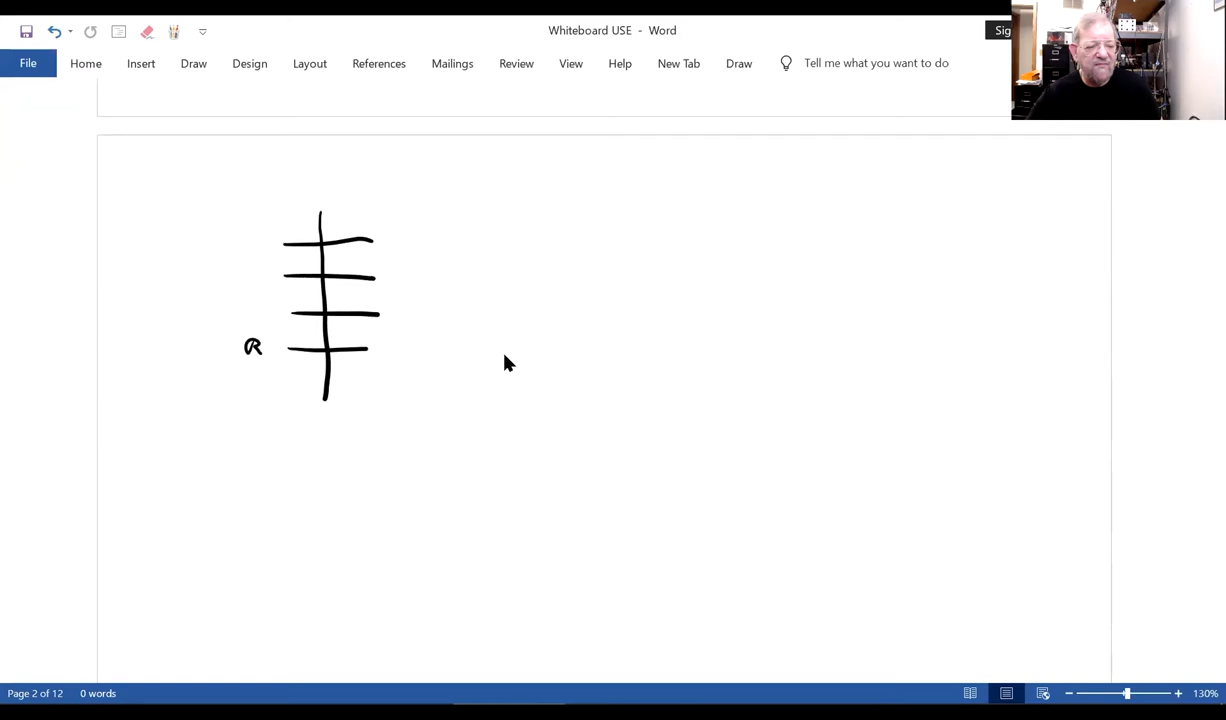 Whiteboard USE - Word
Sig
File Home Insert Draw Design Layout References Mailings Review View Help New Tab Draw Tell me what you want to do
R
Page 2 of 12 0 words 130%